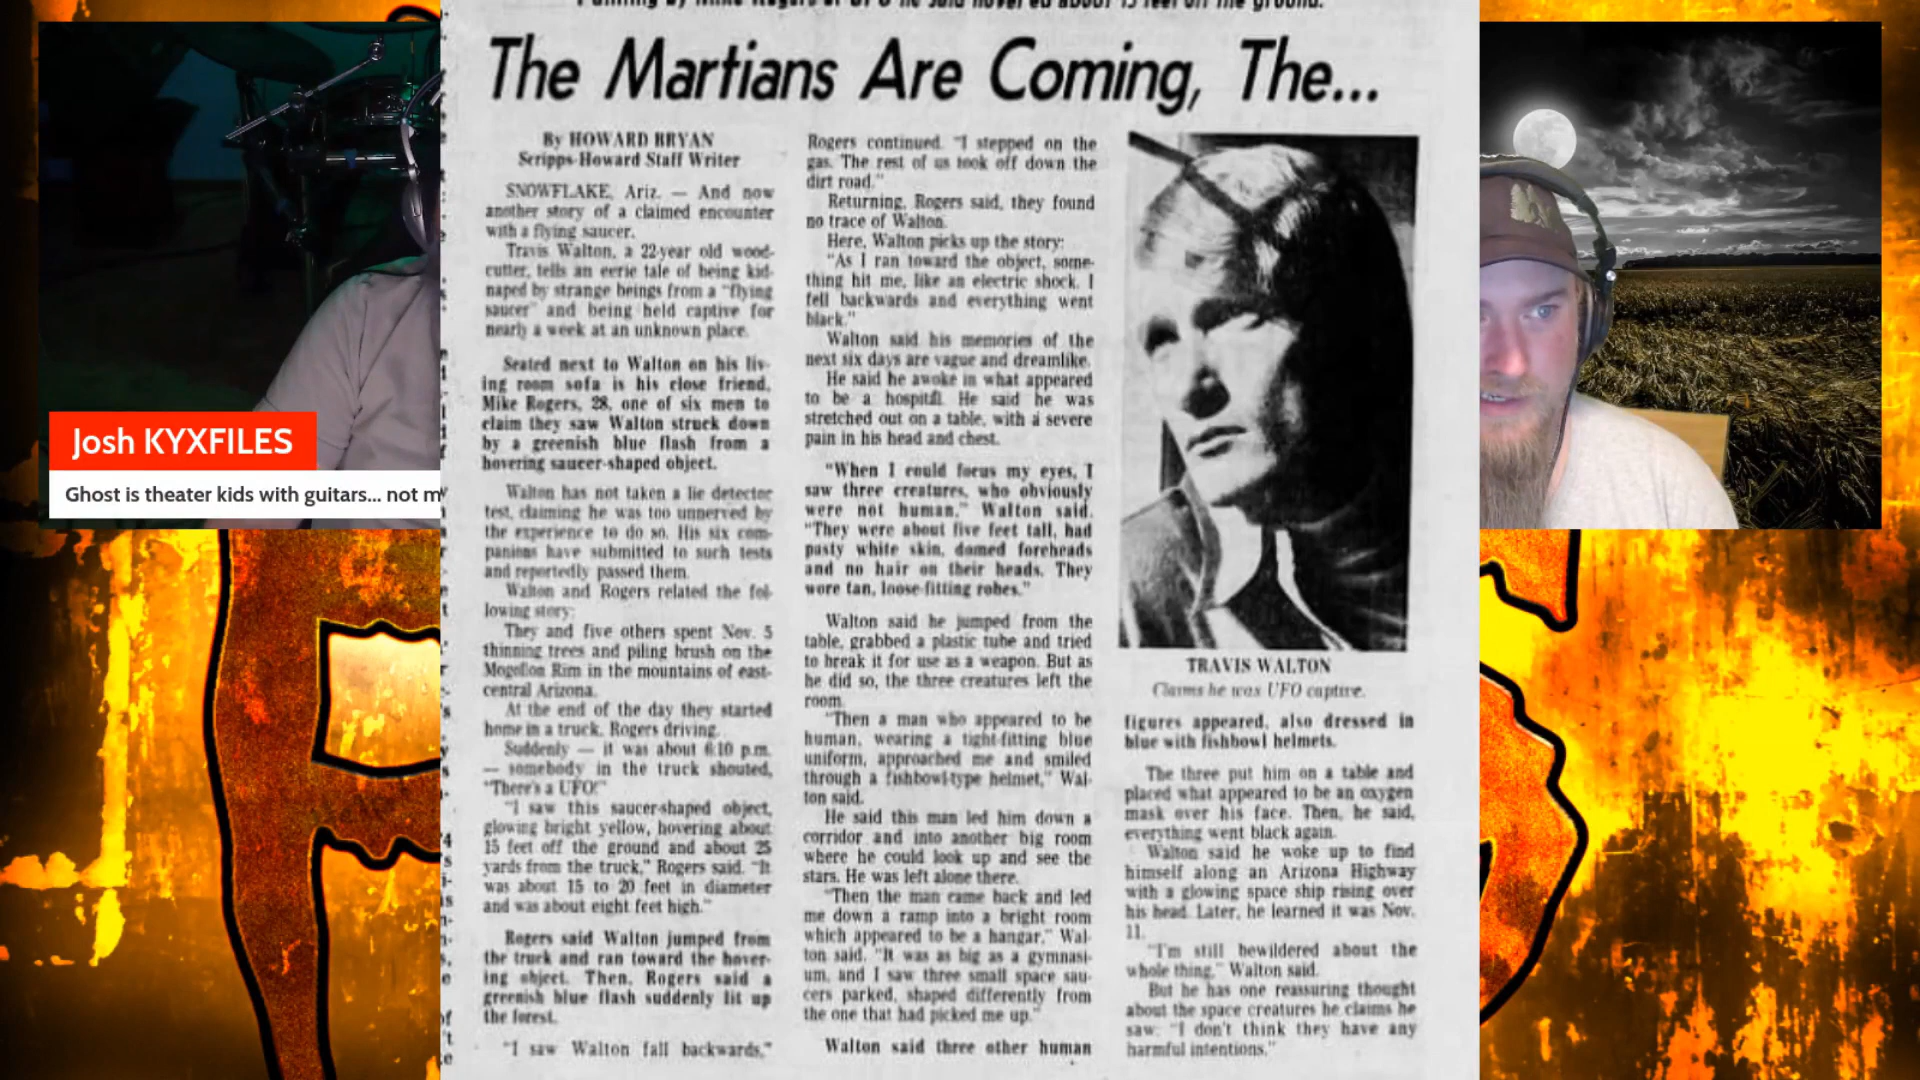 Painting by Mike Rogers of UFO he said hovered about 15 feet off the ground.
The Martians Are Coming, The...
By HOWARD BRYAN
Scripps-Howard Staff Writer
SNOWFLAKE, Ariz. — And now
another story of a claimed encounter
with a flying saucer.
Travis Walton, a 22-year old wood-
cutter, tells an eerie tale of being kid-
naped by strange beings from a "flying
saucer" and being held captive for
nearly a week at an unknown place.
Seated next to Walton on his liv-
ing room sofa is his close friend,
Mike Rogers, 28, one of six men to
claim they saw Walton struck down
by a greenish blue flash from a
hovering saucer-shaped object.
Walton has not taken a lie detector
test, claiming he was too unnerved by
the experience to do so. His six com-
panions have submitted to such tests
and reportedly passed them.
Walton and Rogers related the fol-
lowing story:
They and five others spent Nov. 5
thinning trees and piling brush on the
Mogollon Rim in the mountains of east-
central Arizona.
At the end of the day they started
home in a truck, Rogers driving.
Suddenly — it was about 6:10 p.m.
— somebody in the truck shouted,
"There's a UFO!"
"I saw this saucer-shaped object,
glowing bright yellow, hovering about
15 feet off the ground and about 25
yards from the truck," Rogers said. "It
was about 15 to 20 feet in diameter
and was about eight feet high."
Rogers said Walton jumped from
the truck and ran toward the hover-
ing object. Then, Rogers said a
greenish blue flash suddenly lit up
the forest.
"I saw Walton fall backwards,"
Rogers continued. "I stepped on the
gas. The rest of us took off down the
dirt road."
Returning, Rogers said, they found
no trace of Walton.
Here, Walton picks up the story:
"As I ran toward the object, some-
thing hit me, like an electric shock. I
fell backwards and everything went
black."
Walton said his memories of the
next six days are vague and dreamlike.
He said he awoke in what appeared
to be a hospital. He said he was
stretched out on a table, with a severe
pain in his head and chest.
"When I could focus my eyes, I
saw three creatures, who obviously
were not human," Walton said.
"They were about five feet tall, had
pasty white skin, domed foreheads
and no hair on their heads. They
wore tan, loose-fitting robes."
Walton said he jumped from the
table, grabbed a plastic tube and tried
to break it for use as a weapon. But as
he did so, the three creatures left the
room.
"Then a man who appeared to be
human, wearing a tight-fitting blue
uniform, approached me and smiled
through a fishbowl-type helmet," Wal-
ton said.
He said this man led him down a
corridor and into another big room
where he could look up and see the
stars. He was left alone there.
"Then the man came back and led
me down a ramp into a bright room
which appeared to be a hangar," Wal-
ton said. "It was as big as a gymnasi-
um, and I saw three small space sau-
cers parked, shaped differently from
the one that had picked me up."
Walton said three other human
TRAVIS WALTON
Claims he was UFO captive.
figures appeared, also dressed in
blue with fishbowl helmets.
The three put him on a table and
placed what appeared to be an oxygen
mask over his face. Then, he said,
everything went black again.
Walton said he woke up to find
himself along an Arizona Highway
with a glowing space ship rising over
his head. Later, he learned it was Nov.
11.
"I'm still bewildered about the
whole thing," Walton said.
But he has one reassuring thought
about the space creatures he claims he
saw: "I don't think they have any
harmful intentions."
Josh KYXFILES
Ghost is theater kids with guitars... not m